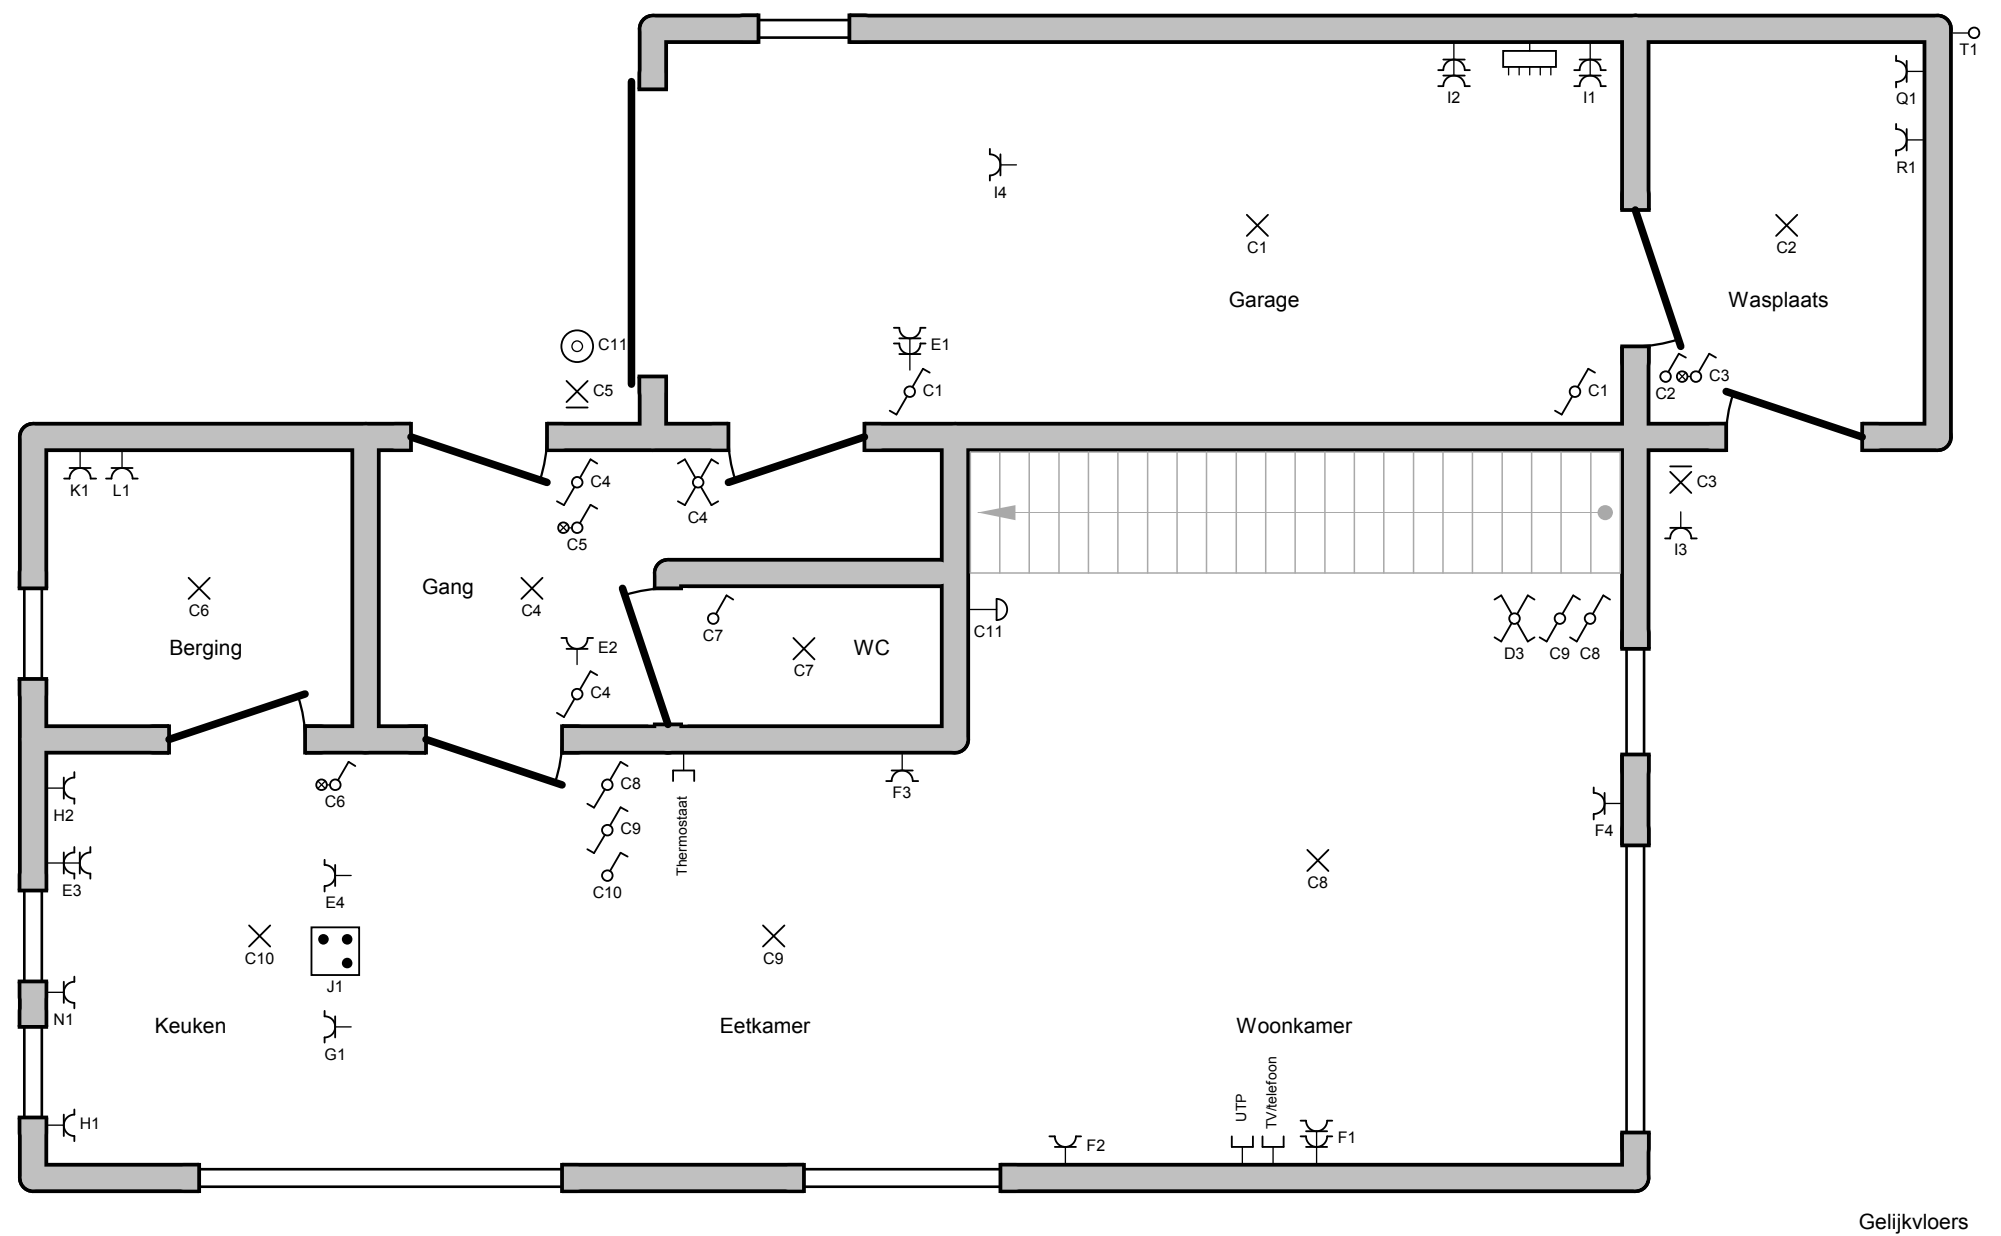 T1
I2
I1
Q1
R1
I4
C1
C2
Garage
Wasplaats
C11
E1
C5
C1
C1
C2
C3
K1
L1
C4
C4
C3
C5
I3
Gang
C6
C4
C7
C11
Berging
E2
C7
WC
D3
C9
C8
C4
C6
C8
F3
H2
C9
Thermostaat
F4
E3
E4
C10
C8
C10
C9
J1
N1
Keuken
Eetkamer
Woonkamer
G1
H1
UTP
TV/telefoon
F2
F1
Gelijkvloers